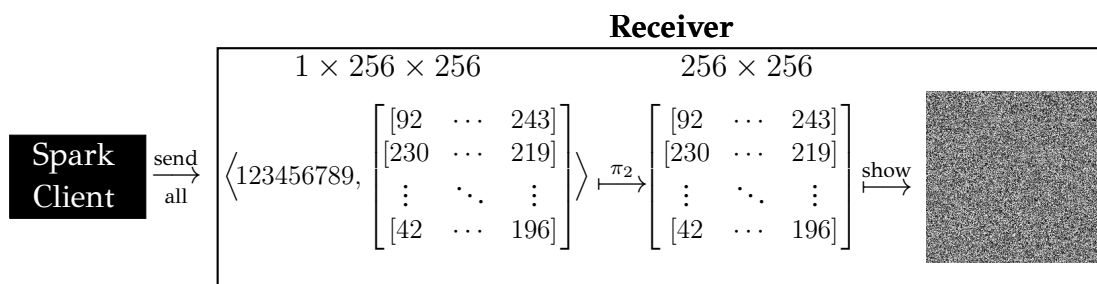 Receiver
1 × 256 × 256
256 × 256
Spark
Client
send
all
⟨123456789,
[92 ⋯ 243]
[230 ⋯ 219]
⋮ ⋱ ⋮
[42 ⋯ 196]
⟩
π₂
[92 ⋯ 243]
[230 ⋯ 219]
⋮ ⋱ ⋮
[42 ⋯ 196]
show